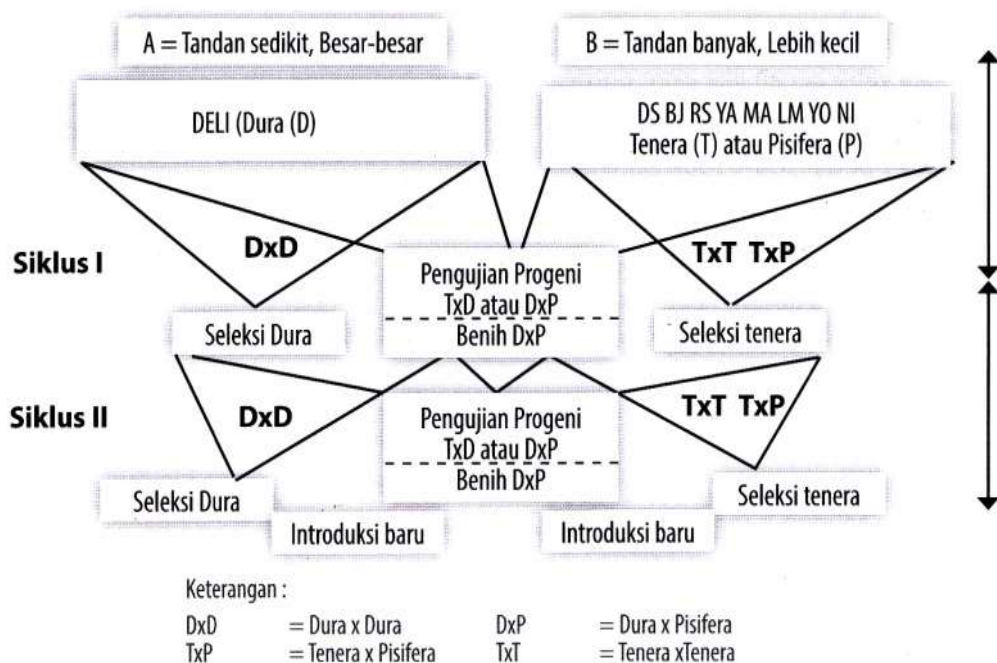 A = Tandan sedikit, Besar-besar
B = Tandan banyak, Lebih kecil
DELI (Dura (D)
DS BJ RS YA MA LM YO NI
Tenera (T) atau Pisifera (P)
Siklus I
DxD
Pengujian Progeni
TxD atau DxP
Benih DxP
TxT TxP
Seleksi Dura
Seleksi tenera
Siklus II
DxD
Pengujian Progeni
TxD atau DxP
Benih DxP
TxT TxP
Seleksi Dura
Seleksi tenera
Introduksi baru
Introduksi baru
Keterangan :
DxD = Dura x Dura DxP = Dura x Pisifera
TxP = Tenera x Pisifera TxT = Tenera xTenera